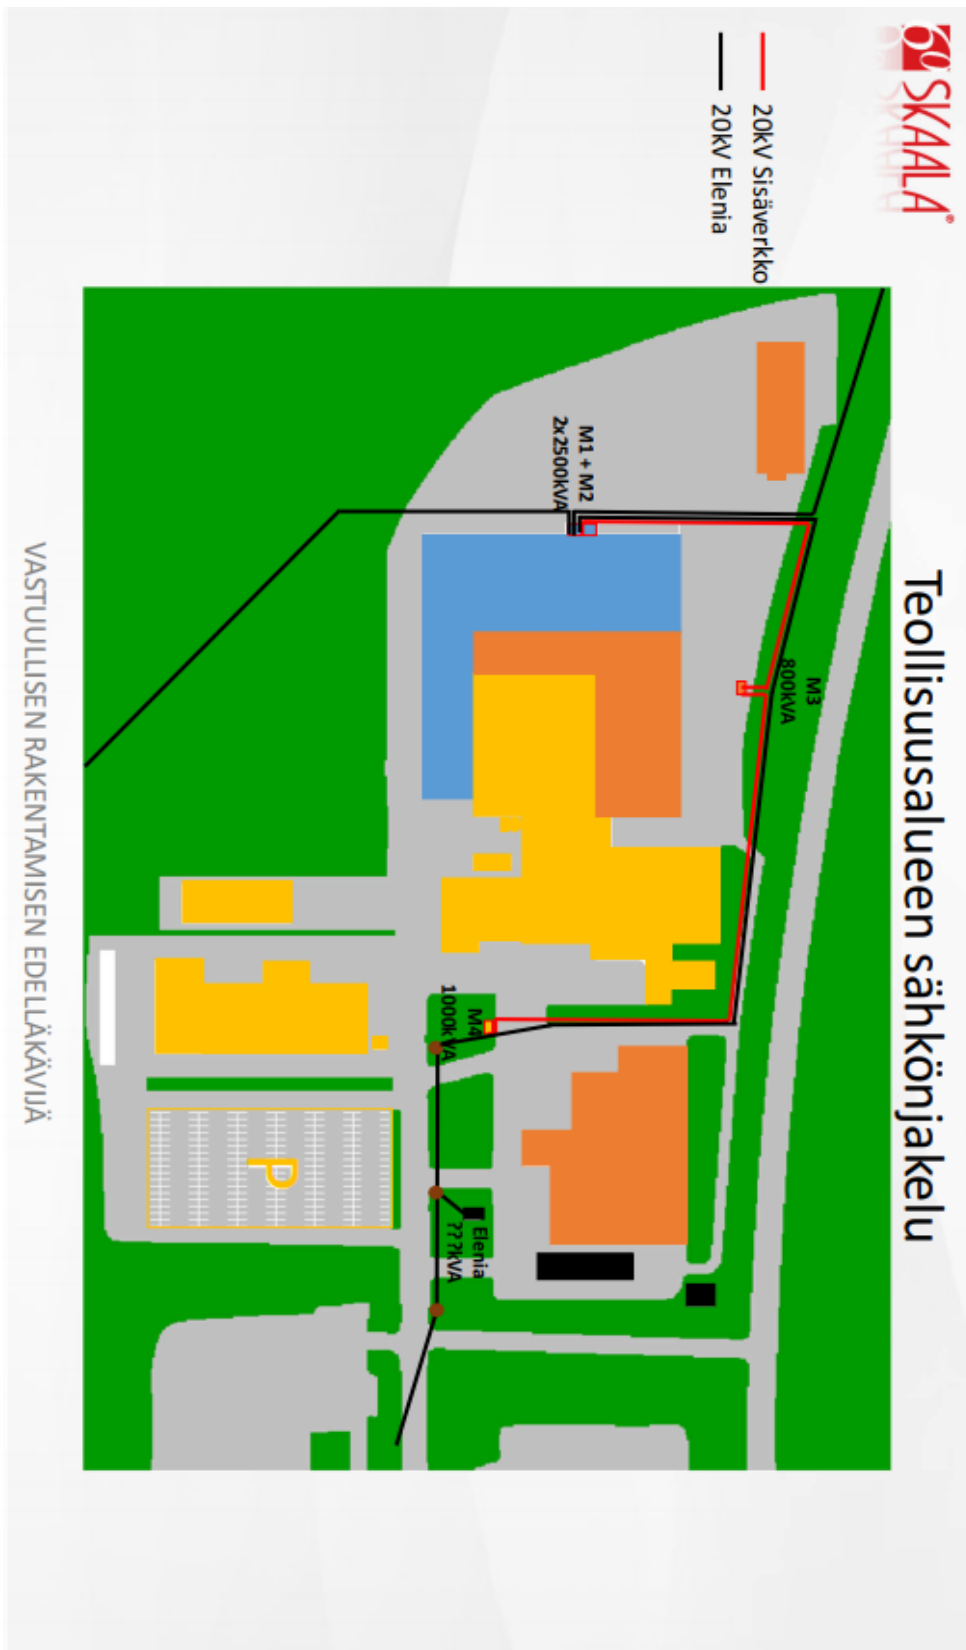 60 SKAALA®
Teollisuusalueen sähkönjakelu
20kV Sisäverkko
20kV Elenia
M1 + M2
2x2500kVA
M3
800kVA
M4
1000kVA
Elenia
???kVA
P
VASTUULLISEN RAKENTAMISEN EDELLÄKÄVIJÄ